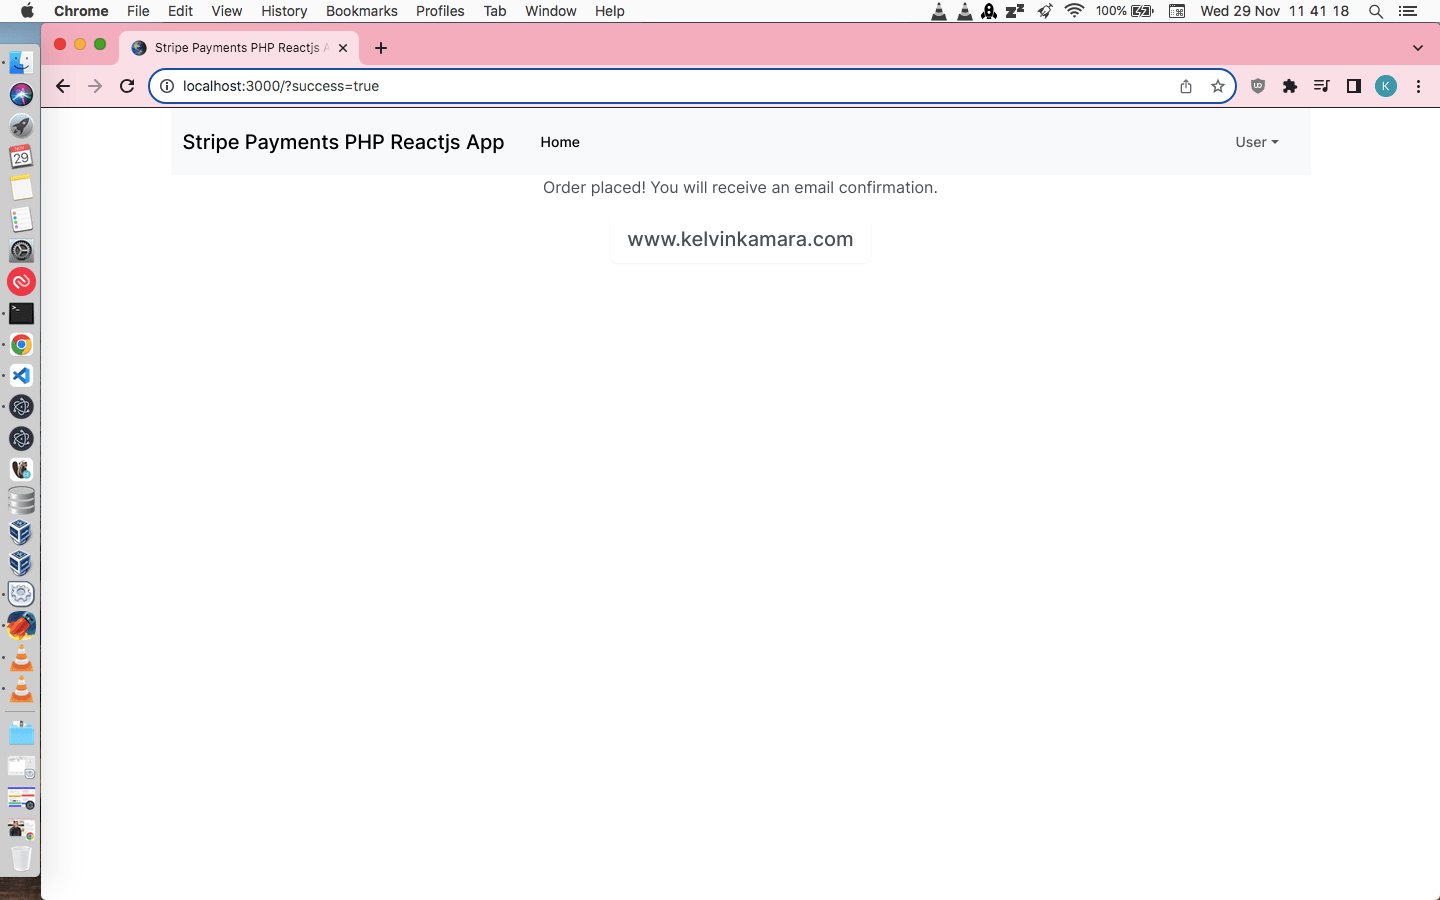 Chrome File Edit View History Bookmarks Profiles Tab Window Help 100% Wed 29 Nov 11 41 18
Stripe Payments PHP Reactjs
localhost:3000/?success=true
K
Stripe Payments PHP Reactjs App Home User
Order placed! You will receive an email confirmation.
www.kelvinkamara.com
NOV
29